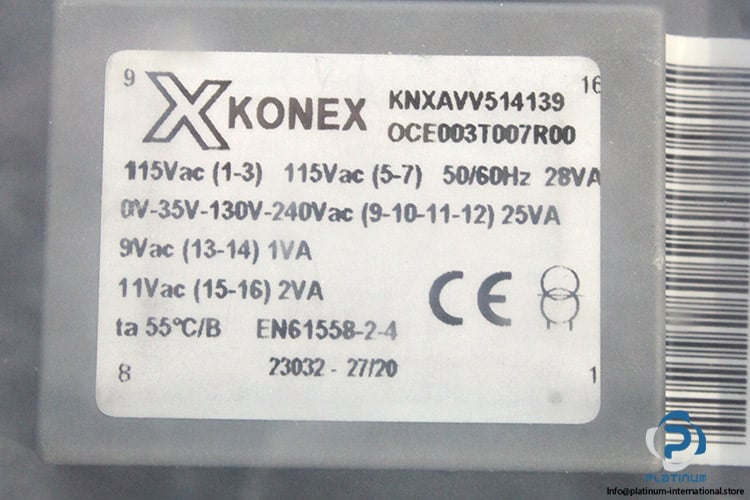 9
16
KONEX
KNXAVV514139
OCE003T007R00
115Vac (1-3) 115Vac (5-7) 50/60Hz 28VA
0V-35V-130V-240Vac (9-10-11-12) 25VA
9Vac (13-14) 1VA
11Vac (15-16) 2VA
CE
ta 55°C/B EN61558-2-4
23032 - 27/20
8
1
PLATINUM
Info@platinum-international.store